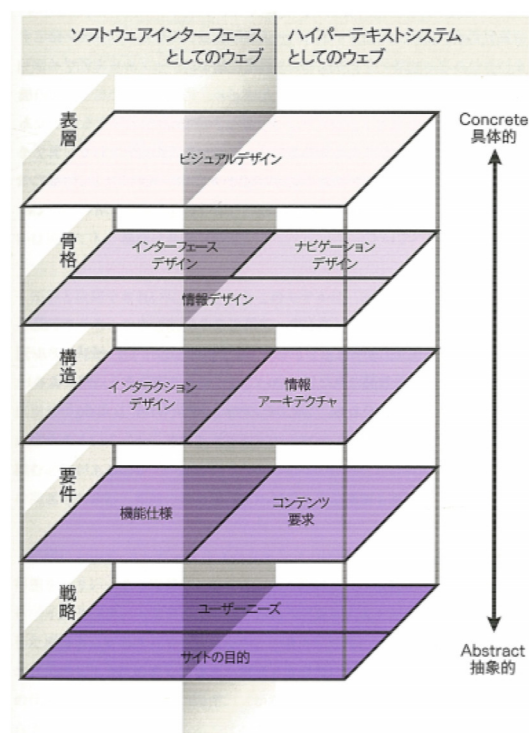 ソフトウェアインターフェース
としてのウェブ
ハイパーテキストシステム
としてのウェブ
表層
ビジュアルデザイン
Concrete
具体的
骨格
インターフェース
デザイン
ナビゲーション
デザイン
情報デザイン
構造
インタラクション
デザイン
情報
アーキテクチャ
要件
機能仕様
コンテンツ
要求
戦略
ユーザーニーズ
サイトの目的
Abstract
抽象的